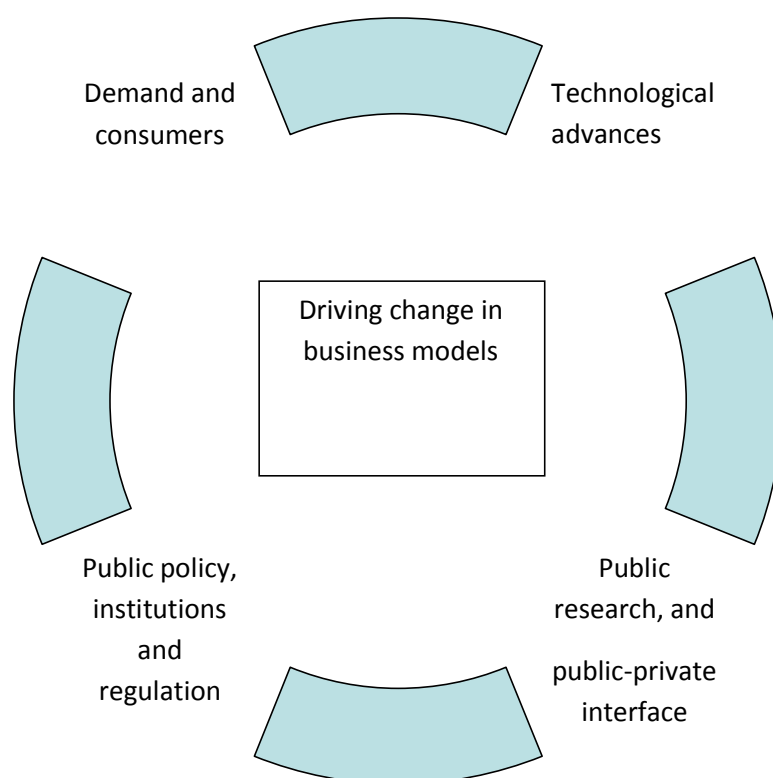 Demand and
consumers
Technological
advances
Driving change in
business models
Public policy,
institutions
and
regulation
Public
research, and
public-private
interface